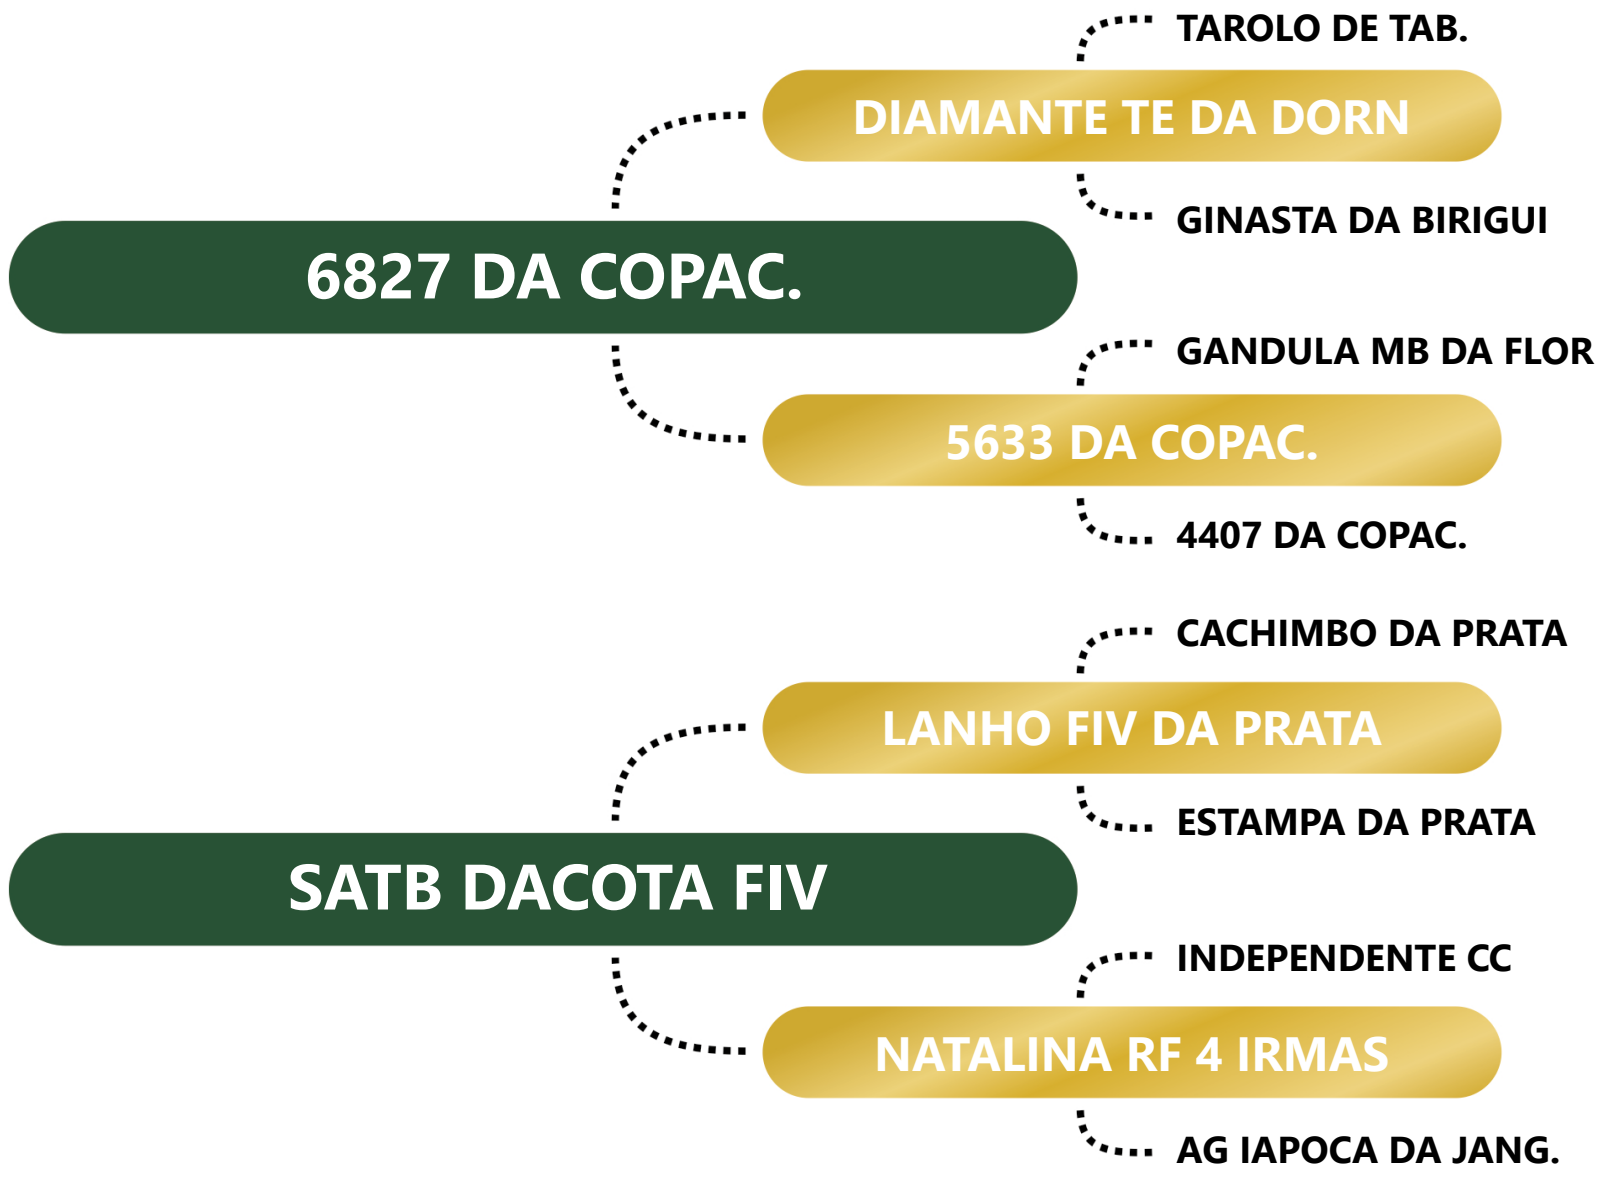 TAROLO DE TAB.
DIAMANTE TE DA DORN
GINASTA DA BIRIGUI
6827 DA COPAC.
GANDULA MB DA FLOR
5633 DA COPAC.
4407 DA COPAC.
CACHIMBO DA PRATA
LANHO FIV DA PRATA
ESTAMPA DA PRATA
SATB DACOTA FIV
INDEPENDENTE CC
NATALINA RF 4 IRMAS
AG IAPOCA DA JANG.